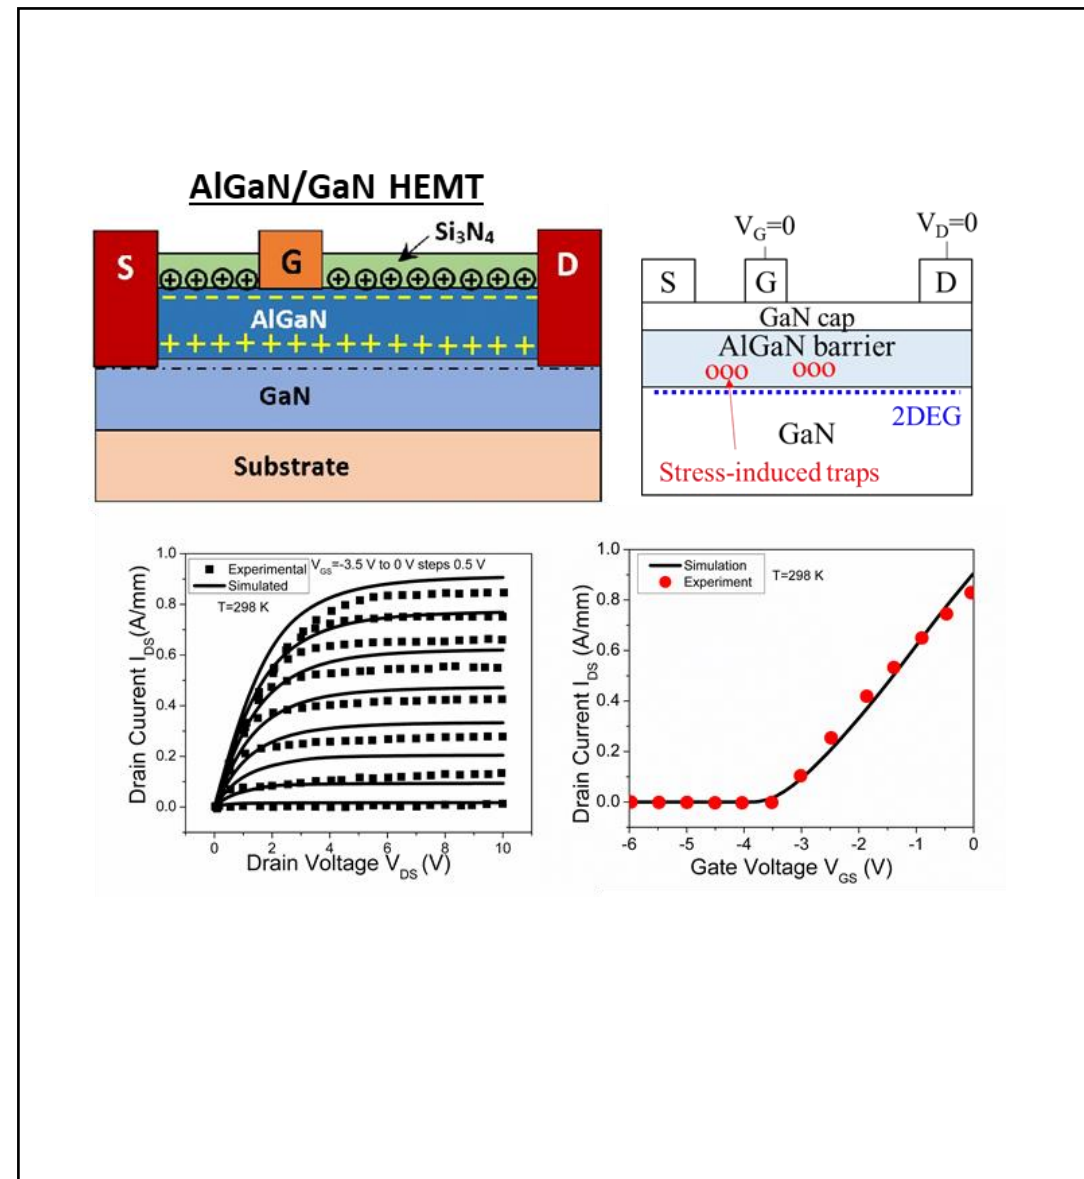 AlGaN/GaN HEMT
Si₃N₄
S
G
D
AlGaN
GaN
Substrate
V_G=0
V_D=0
S
G
D
GaN cap
AlGaN barrier
2DEG
GaN
Stress-induced traps
Experimental
V_GS=-3.5 V to 0 V steps 0.5 V
Simulated
T=298 K
Drain Cuurent I_DS(A/mm)
1.0
0.8
0.6
0.4
0.2
0.0
0 2 4 6 8 10
Drain Voltage V_DS (V)
Simulation
Experiment
T=298 K
Drain Current I_DS (A/mm)
1.0
0.8
0.6
0.4
0.2
0.0
-6 -5 -4 -3 -2 -1 0
Gate Voltage V_GS (V)